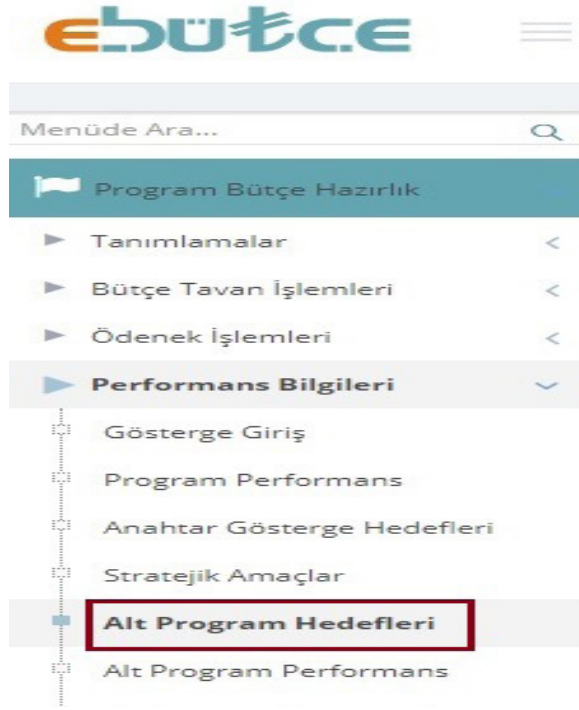 ebütçe
Menüde Ara...
Program Bütçe Hazırlık
Tanımlamalar
Bütçe Tavan İşlemleri
Ödenek İşlemleri
Performans Bilgileri
Gösterge Giriş
Program Performans
Anahtar Gösterge Hedefleri
Stratejik Amaçlar
Alt Program Hedefleri
Alt Program Performans